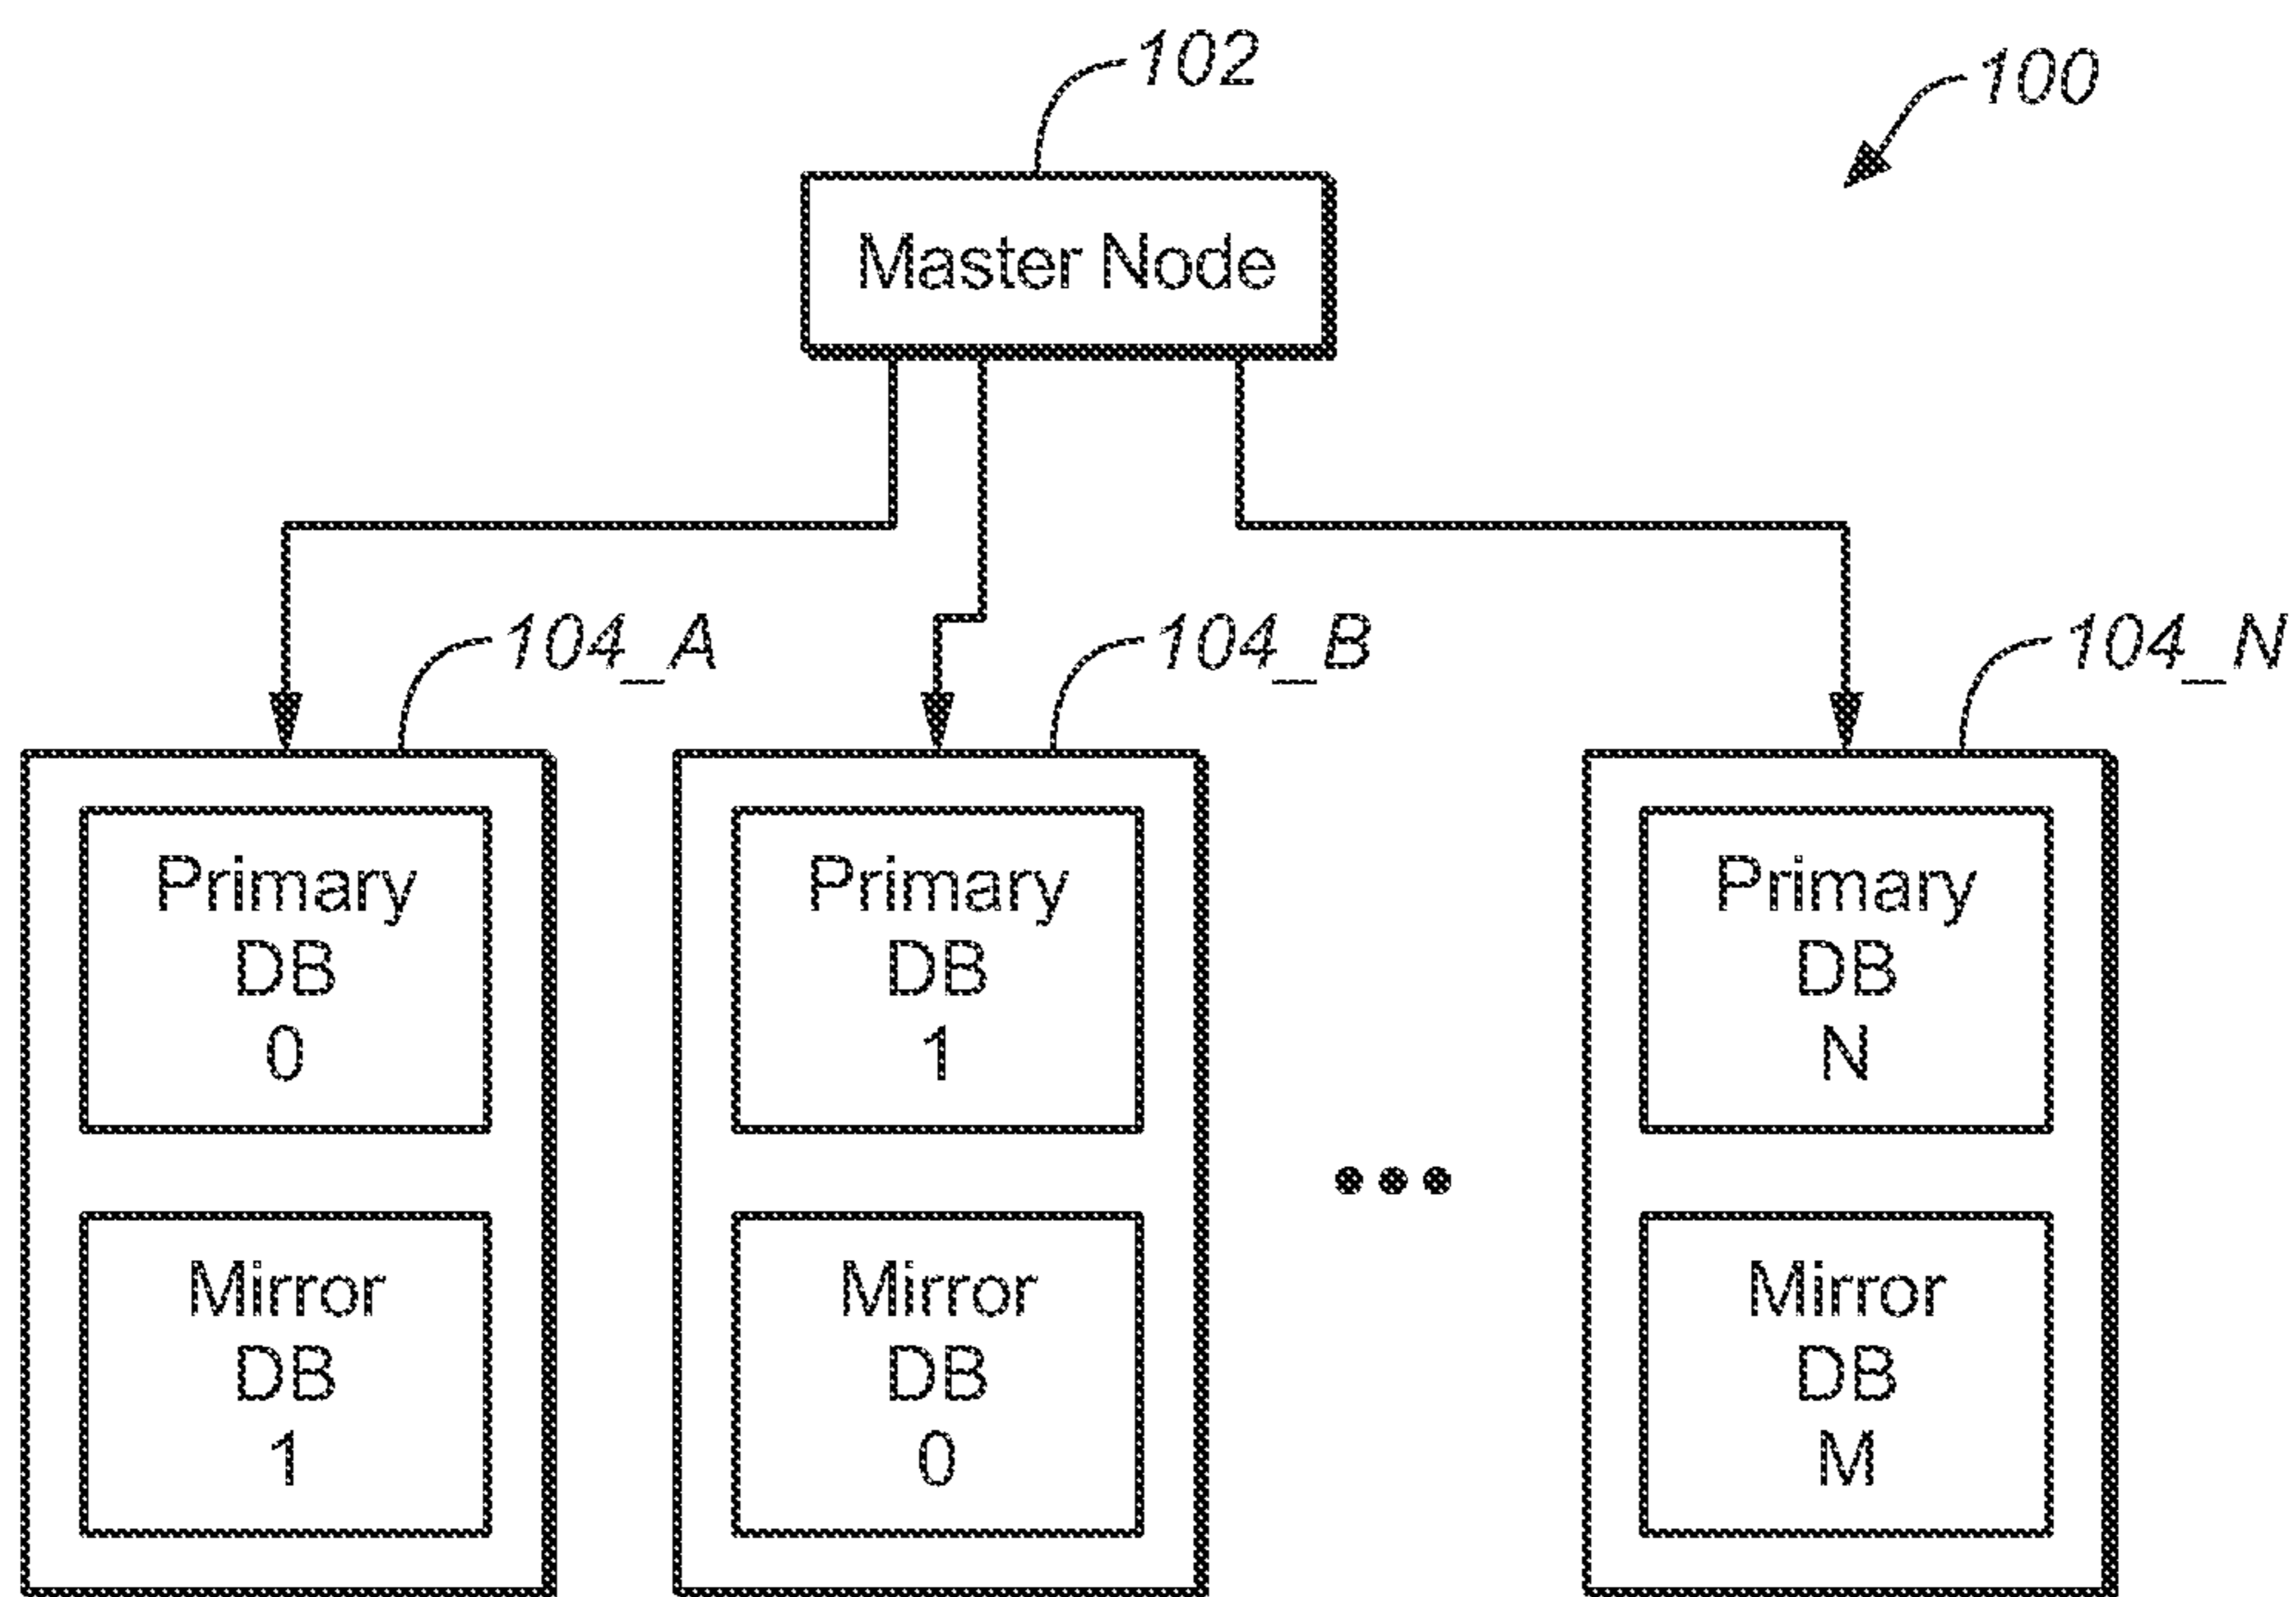 102
100
Master Node
104_A
104_B
104_N
Primary
DB
0
Mirror
DB
1
Primary
DB
1
Mirror
DB
0
Primary
DB
N
Mirror
DB
M